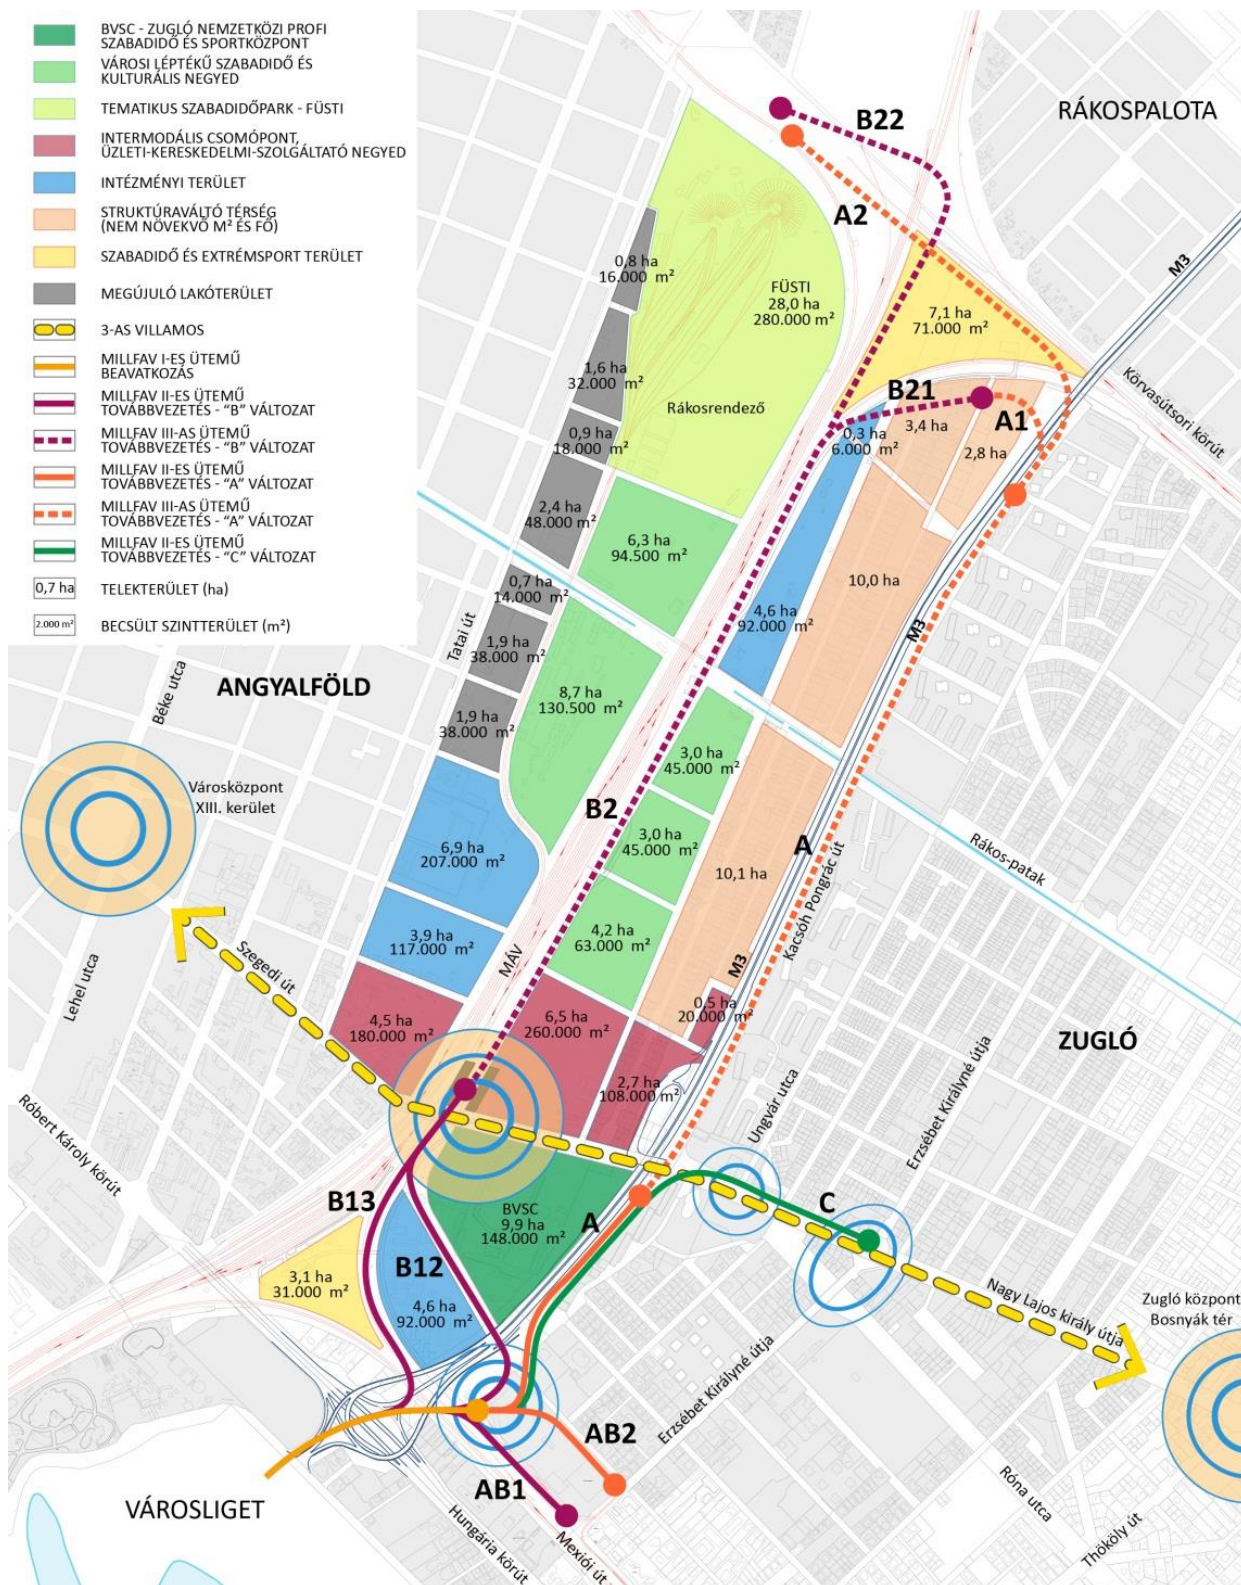 BVSC - ZUGLÓ NEMZETKÖZI PROFI
SZABADIDŐ ÉS SPORTKÖZPONT
VÁROSI LÉPTÉKŰ SZABADIDŐ ÉS
KULTURÁLIS NEGYED
TEMATIKUS SZABADIDŐPARK - FÜSTI
INTERMODÁLIS CSOMÓPONT,
ÜZLETI-KERESKEDELMI-SZOLGÁLTATÓ NEGYED
INTÉZMÉNYI TERÜLET
STRUKTÚRAVÁLTÓ TÉRSÉG
(NEM NÖVEKVŐ M² ÉS FŐ)
SZABADIDŐ ÉS EXTRÉMSPORT TERÜLET
MEGÚJULÓ LAKÓTERÜLET
3-AS VILLAMOS
MILLFAV I-ES ÜTEMŰ
BEAVATKOZÁS
MILLFAV II-ES ÜTEMŰ
TOVÁBBVEZETÉS - "B" VÁLTOZAT
MILLFAV III-AS ÜTEMŰ
TOVÁBBVEZETÉS - "B" VÁLTOZAT
MILLFAV II-ES ÜTEMŰ
TOVÁBBVEZETÉS - "A" VÁLTOZAT
MILLFAV III-AS ÜTEMŰ
TOVÁBBVEZETÉS - "A" VÁLTOZAT
MILLFAV II-ES ÜTEMŰ
TOVÁBBVEZETÉS - "C" VÁLTOZAT
0,7 ha
TELEKTERÜLET (ha)
2.000 m²
BECSÜLT SZINTTERÜLET (m²)
RÁKOSPALOTA
B22
A2
M3
0,8 ha
16.000 m²
FÜSTI
28,0 ha
280.000 m²
7,1 ha
71.000 m²
Körvasútsori körút
1,6 ha
32.000 m²
Rákosrendező
B21
A1
0,9 ha
18.000 m²
0,3 ha
6.000 m²
3,4 ha
2,8 ha
2,4 ha
48.000 m²
6,3 ha
94.500 m²
10,0 ha
0,7 ha
14.000 m²
4,6 ha
92.000 m²
M3
Tatai út
1,9 ha
38.000 m²
Béke utca
ANGYALFÖLD
8,7 ha
130.500 m²
1,9 ha
38.000 m²
3,0 ha
45.000 m²
Városközpont
XIII. kerület
B2
3,0 ha
45.000 m²
A
Kacsóh Pongrác út
Rákos-patak
6,9 ha
207.000 m²
10,1 ha
3,9 ha
117.000 m²
4,2 ha
63.000 m²
MÁV
M3
Szegedi út
Lehel utca
4,5 ha
180.000 m²
6,5 ha
260.000 m²
0,5 ha
20.000 m²
ZUGLÓ
2,7 ha
108.000 m²
Ungvár utca
Erzsébet Királyné útja
Róbert Károly körút
B13
BVSC
9,9 ha
148.000 m²
A
C
B12
3,1 ha
31.000 m²
4,6 ha
92.000 m²
Nagy Lajos király útja
Zugló központ
Bosnyák tér
Erzsébet Királyné útja
AB2
AB1
VÁROSLIGET
Hungária körút
Mexiói út
Róna utca
Thököly út